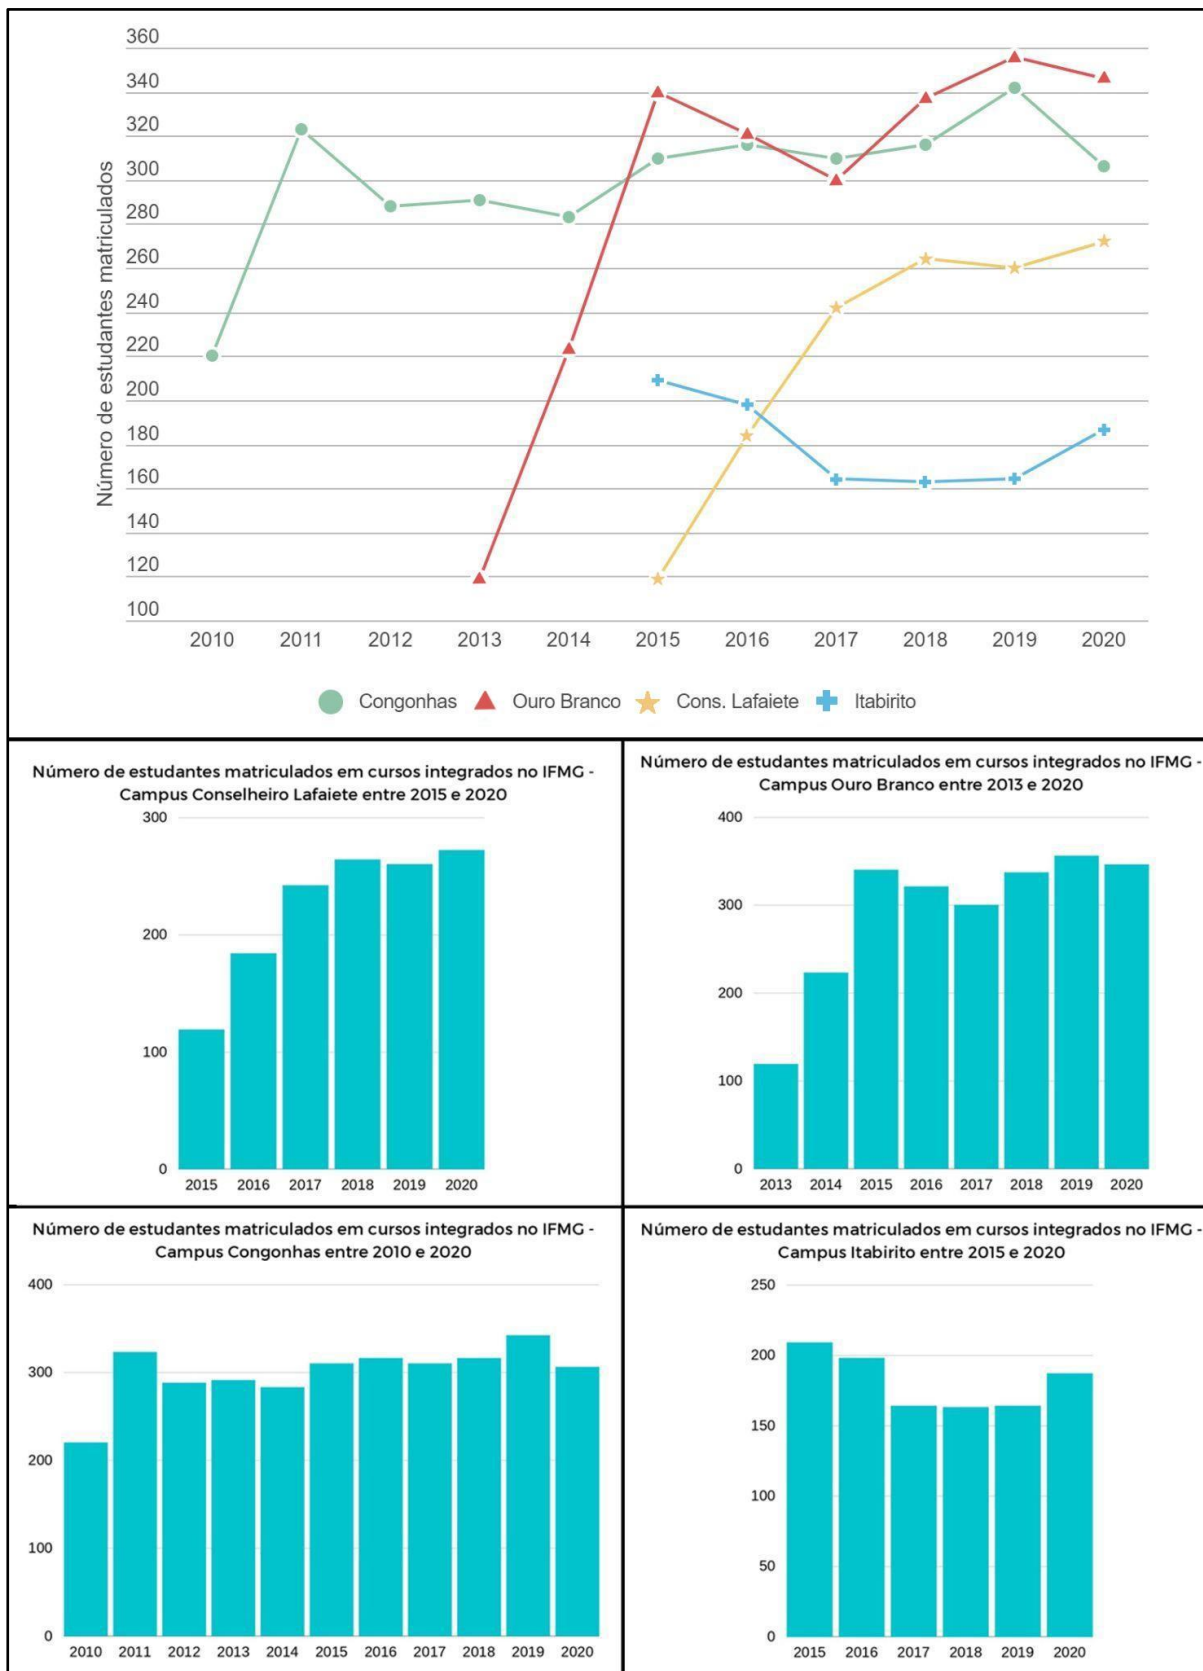 360
340
320
300
280
260
240
220
200
180
160
140
120
100
Número de estudantes matriculados
2010 2011 2012 2013 2014 2015 2016 2017 2018 2019 2020
Congonhas Ouro Branco Cons. Lafaiete Itabirito
Número de estudantes matriculados em cursos integrados no IFMG -
Campus Conselheiro Lafaiete entre 2015 e 2020
300
200
100
0
2015 2016 2017 2018 2019 2020
Número de estudantes matriculados em cursos integrados no IFMG -
Campus Ouro Branco entre 2013 e 2020
400
300
200
100
0
2013 2014 2015 2016 2017 2018 2019 2020
Número de estudantes matriculados em cursos integrados no IFMG -
Campus Congonhas entre 2010 e 2020
400
300
200
100
0
2010 2011 2012 2013 2014 2015 2016 2017 2018 2019 2020
Número de estudantes matriculados em cursos integrados no IFMG -
Campus Itabirito entre 2015 e 2020
250
200
150
100
50
0
2015 2016 2017 2018 2019 2020